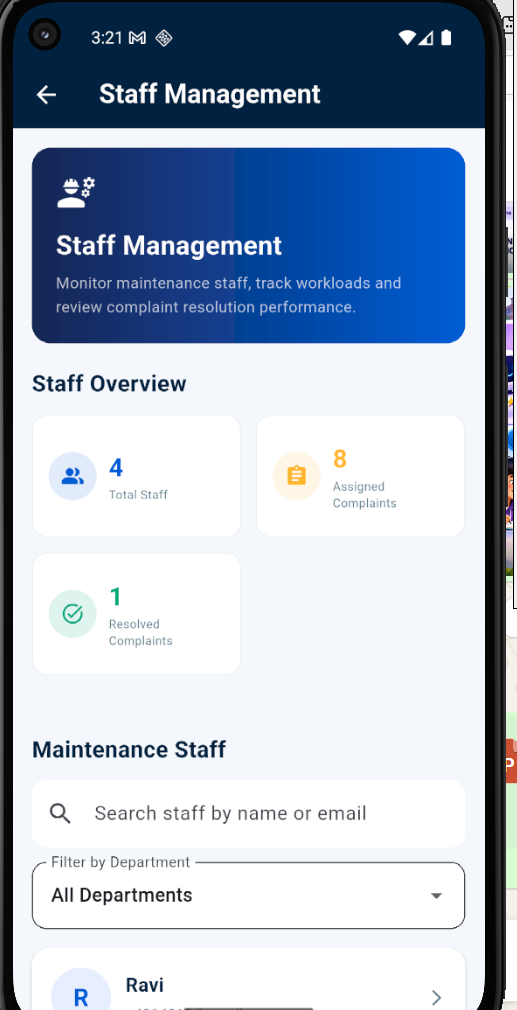 3:21
Staff Management
Staff Management
Monitor maintenance staff, track workloads and
review complaint resolution performance.
Staff Overview
4
Total Staff
8
Assigned
Complaints
1
Resolved
Complaints
Maintenance Staff
Search staff by name or email
Filter by Department
All Departments
R
Ravi
P